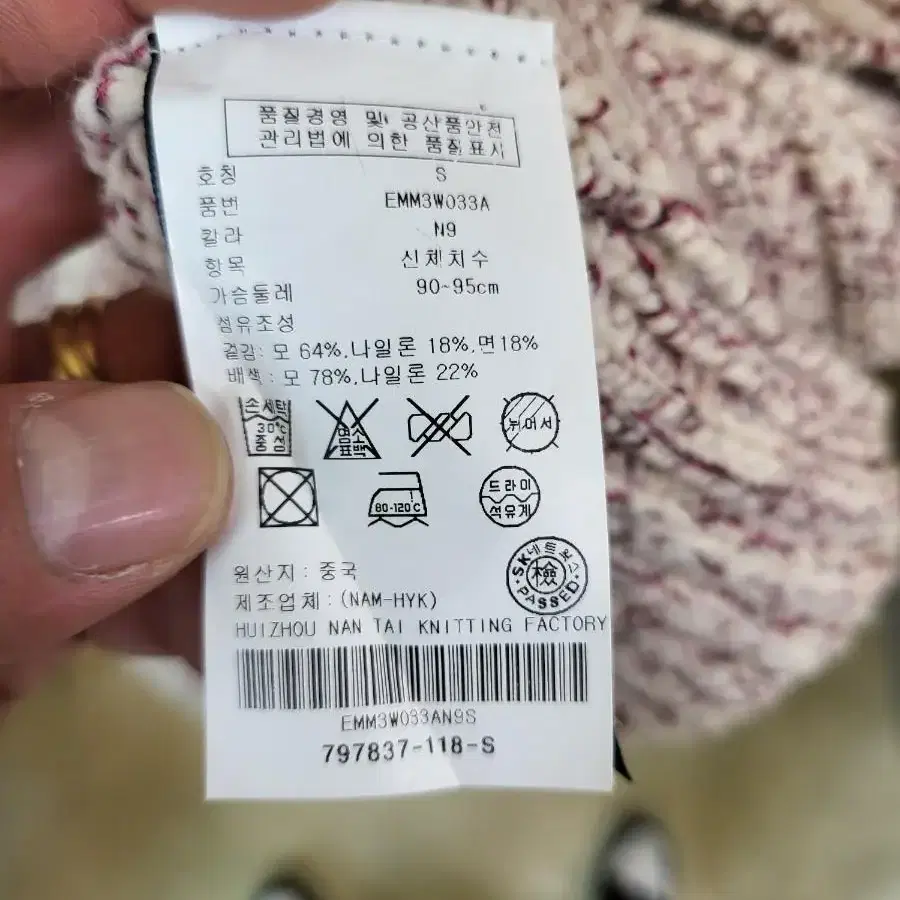 품질경영 및 공산품안전
관리법에 의한 품질표시
호칭 S
품번 EMM3W033A
칼라 N9
항목 신체치수
가슴둘레 90~95cm
섬유조성
겉감: 모 64%,나일론 18%,면18%
배색: 모 78%,나일론 22%
손세탁
30℃
중성
염소
표백
뉘어서
80-120℃
드라이
석유계
SK네트웍스
檢
PASSED
원산지 : 중국
제조업체 : (NAM-HYK)
HUIZHOU NAN TAI KNITTING FACTORY
EMM3W033AN9S
797837-118-S